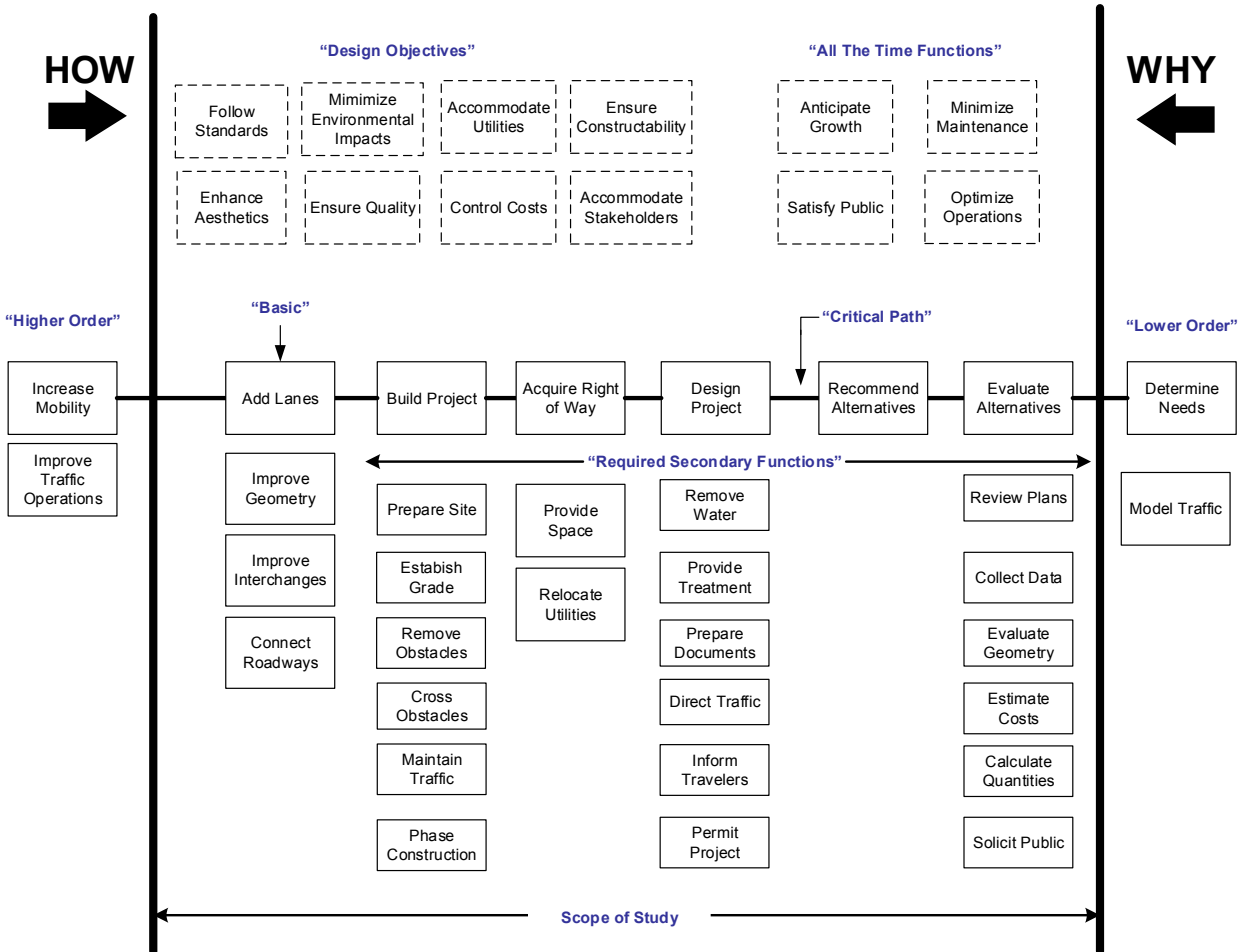 “Design Objectives”
“All The Time Functions”
HOW
WHY
Follow
Standards
Mimimize
Environmental
Impacts
Accommodate
Utilities
Ensure
Constructability
Anticipate
Growth
Minimize
Maintenance
Enhance
Aesthetics
Ensure Quality
Control Costs
Accommodate
Stakeholders
Satisfy Public
Optimize
Operations
“Higher Order”
“Basic”
“Critical Path”
“Lower Order”
Increase
Mobility
Add Lanes
Build Project
Acquire Right
of Way
Design
Project
Recommend
Alternatives
Evaluate
Alternatives
Determine
Needs
Improve
Traffic
Operations
“Required Secondary Functions”
Improve
Geometry
Improve
Interchanges
Connect
Roadways
Prepare Site
Estabish
Grade
Remove
Obstacles
Cross
Obstacles
Maintain
Traffic
Phase
Construction
Provide
Space
Relocate
Utilities
Remove
Water
Provide
Treatment
Prepare
Documents
Direct Traffic
Inform
Travelers
Permit
Project
Review Plans
Collect Data
Evaluate
Geometry
Estimate
Costs
Calculate
Quantities
Solicit Public
Model Traffic
Scope of Study